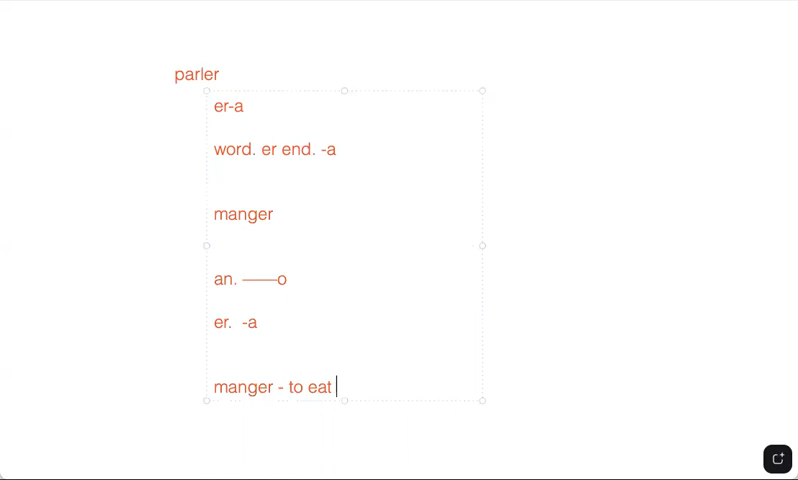 parler
er-a
word. er end. -a
manger
an. ——o
er. -a
manger - to eat